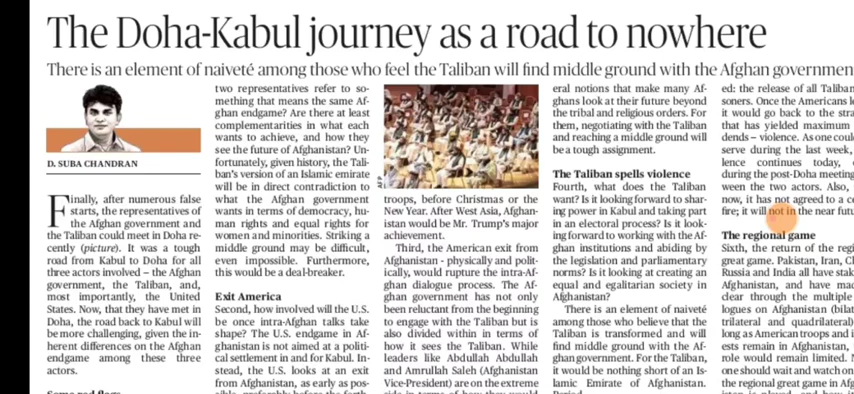 The Doha-Kabul journey as a road to nowhere
There is an element of naiveté among those who feel the Taliban will find middle ground with the Afghan governmen
D. SUBA CHANDRAN
Finally, after numerous false
starts, the representatives of
the Afghan government and
the Taliban could meet in Doha re-
cently (picture). It was a tough
road from Kabul to Doha for all
three actors involved – the Afghan
government, the Taliban, and,
most importantly, the United
States. Now, that they have met in
Doha, the road back to Kabul will
be more challenging, given the in-
herent differences on the Afghan
endgame among these three
actors.
Some red flags
two representatives refer to so-
mething that means the same Af-
ghan endgame? Are there at least
complementarities in what each
wants to achieve, and how they
see the future of Afghanistan? Un-
fortunately, given history, the Tali-
ban's version of an Islamic emirate
will be in direct contradiction to
what the Afghan government
wants in terms of democracy, hu-
man rights and equal rights for
women and minorities. Striking a
middle ground may be difficult,
even impossible. Furthermore,
this would be a deal-breaker.
Exit America
Second, how involved will the U.S.
be once intra-Afghan talks take
shape? The U.S. endgame in Af-
ghanistan is not aimed at a politi-
cal settlement in and for Kabul. In-
stead, the U.S. looks at an exit
from Afghanistan, as early as pos-
sible, preferably before the forth-
AFP
troops, before Christmas or the
New Year. After West Asia, Afghan-
istan would be Mr. Trump's major
achievement.
Third, the American exit from
Afghanistan - physically and polit-
ically, would rupture the intra-Af-
ghan dialogue process. The Af-
ghan government has not only
been reluctant from the beginning
to engage with the Taliban but is
also divided within in terms of
how it sees the Taliban. While
leaders like Abdullah Abdullah
and Amrullah Saleh (Afghanistan
Vice-President) are on the extreme
side in terms of how they would
eral notions that make many Af-
ghans look at their future beyond
the tribal and religious orders. For
them, negotiating with the Taliban
and reaching a middle ground will
be a tough assignment.
The Taliban spells violence
Fourth, what does the Taliban
want? Is it looking forward to shar-
ing power in Kabul and taking part
in an electoral process? Is it look-
ing forward to working with the Af-
ghan institutions and abiding by
the legislation and parliamentary
norms? Is it looking at creating an
equal and egalitarian society in
Afghanistan?
There is an element of naiveté
among those who believe that the
Taliban is transformed and will
find middle ground with the Af-
ghan government. For the Taliban,
it would be nothing short of an Is-
lamic Emirate of Afghanistan.
Period.
ed: the release of all Taliban
soners. Once the Americans le
it would go back to the stra
that has yielded maximum
dends – violence. As one coul
serve during the last week,
lence continues today,
during the post-Doha meeting
ween the two actors. Also,
now, it has not agreed to a ce
fire; it will not in the near futu
The regional game
Sixth, the return of the regi
great game. Pakistan, Iran, C
Russia and India all have stak
Afghanistan, and have mad
clear through the multiple
logues on Afghanistan (bilat
trilateral and quadrilateral)
long as American troops and i
ests remain in Afghanistan,
role would remain limited. N
one should wait and watch on
the regional great game in Afg